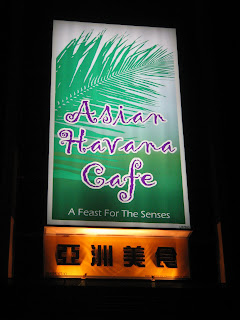 Asian
Havana
Cafe
A Feast For The Senses
亞洲美食